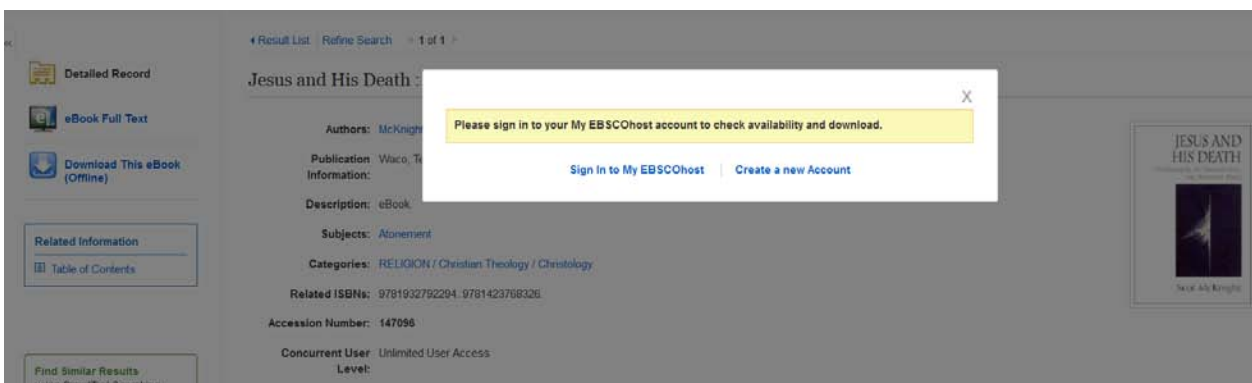 «
Result List Refine Search 1 of 1
Detailed Record
eBook Full Text
Download This eBook
(Offline)
Related Information
Table of Contents
Find Similar Results
Jesus and His Death :
Authors: McKnigh
Publication Waco, Te
Information:
Description: eBook.
Subjects: Atonement
Categories: RELIGION / Christian Theology / Christology
Related ISBNs: 9781932792294. 9781423768326.
Accession Number: 147096
Concurrent User Unlimited User Access
Level:
X
Please sign in to your My EBSCOhost account to check availability and download.
Sign In to My EBSCOhost Create a new Account
JESUS AND
HIS DEATH
Scot McKnight